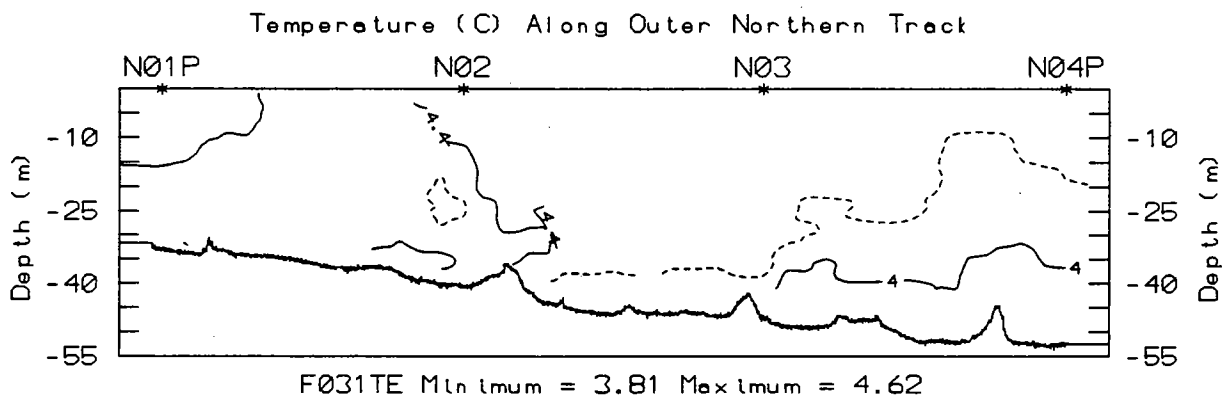 Temperature (C) Along Outer Northern Track
N01P N02 N03 N04P
-10 -10
-25 -25
-40 -40
-55 -55
Depth (m)
Depth (m)
4.4
4
4
4
4
F031TE Minimum = 3.81 Maximum = 4.62